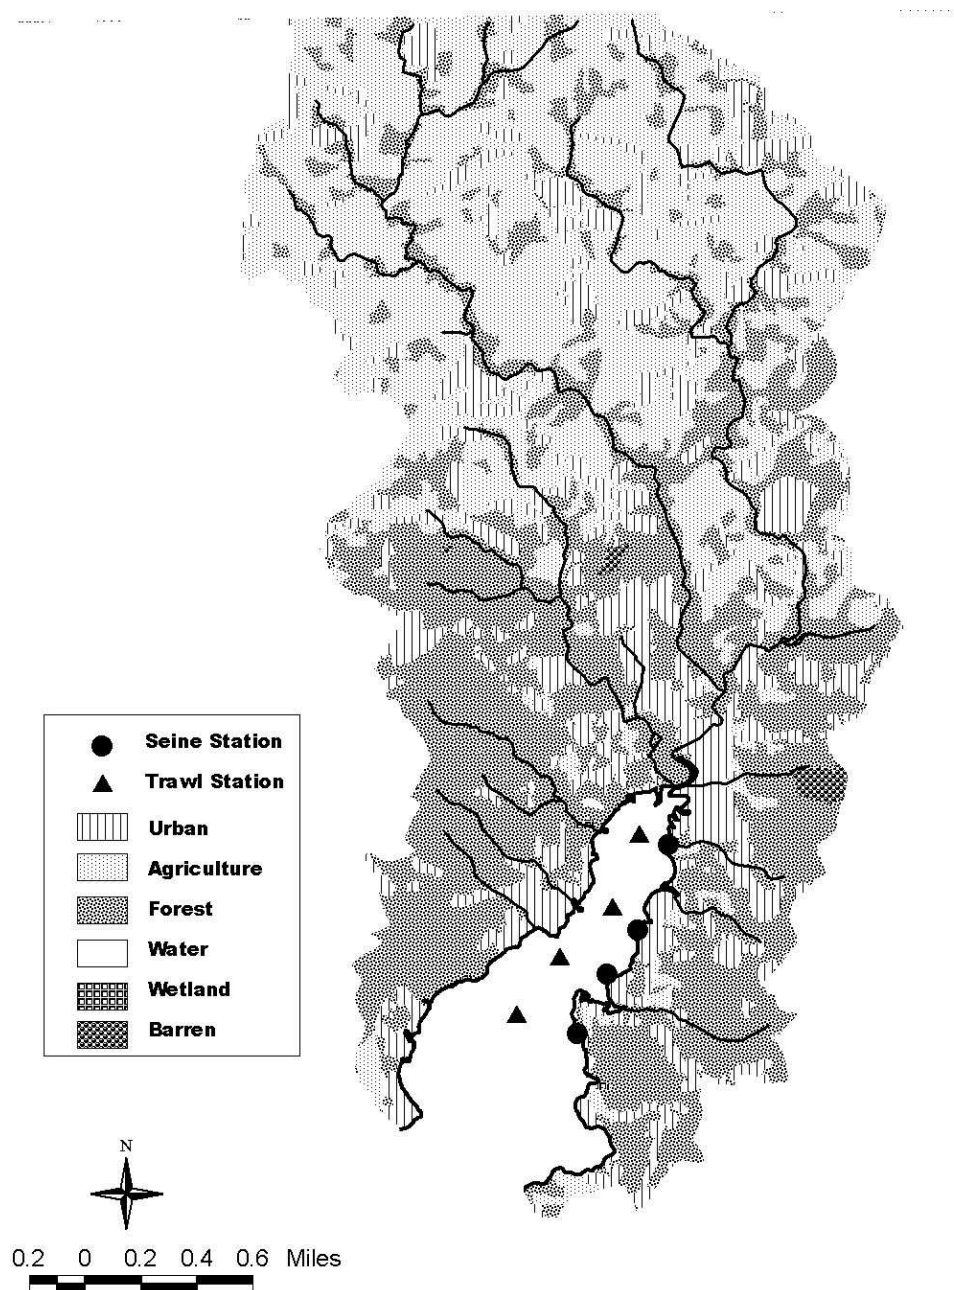 Seine Station
Trawl Station
Urban
Agriculture
Forest
Water
Wetland
Barren
N
0.2 0 0.2 0.4 0.6 Miles